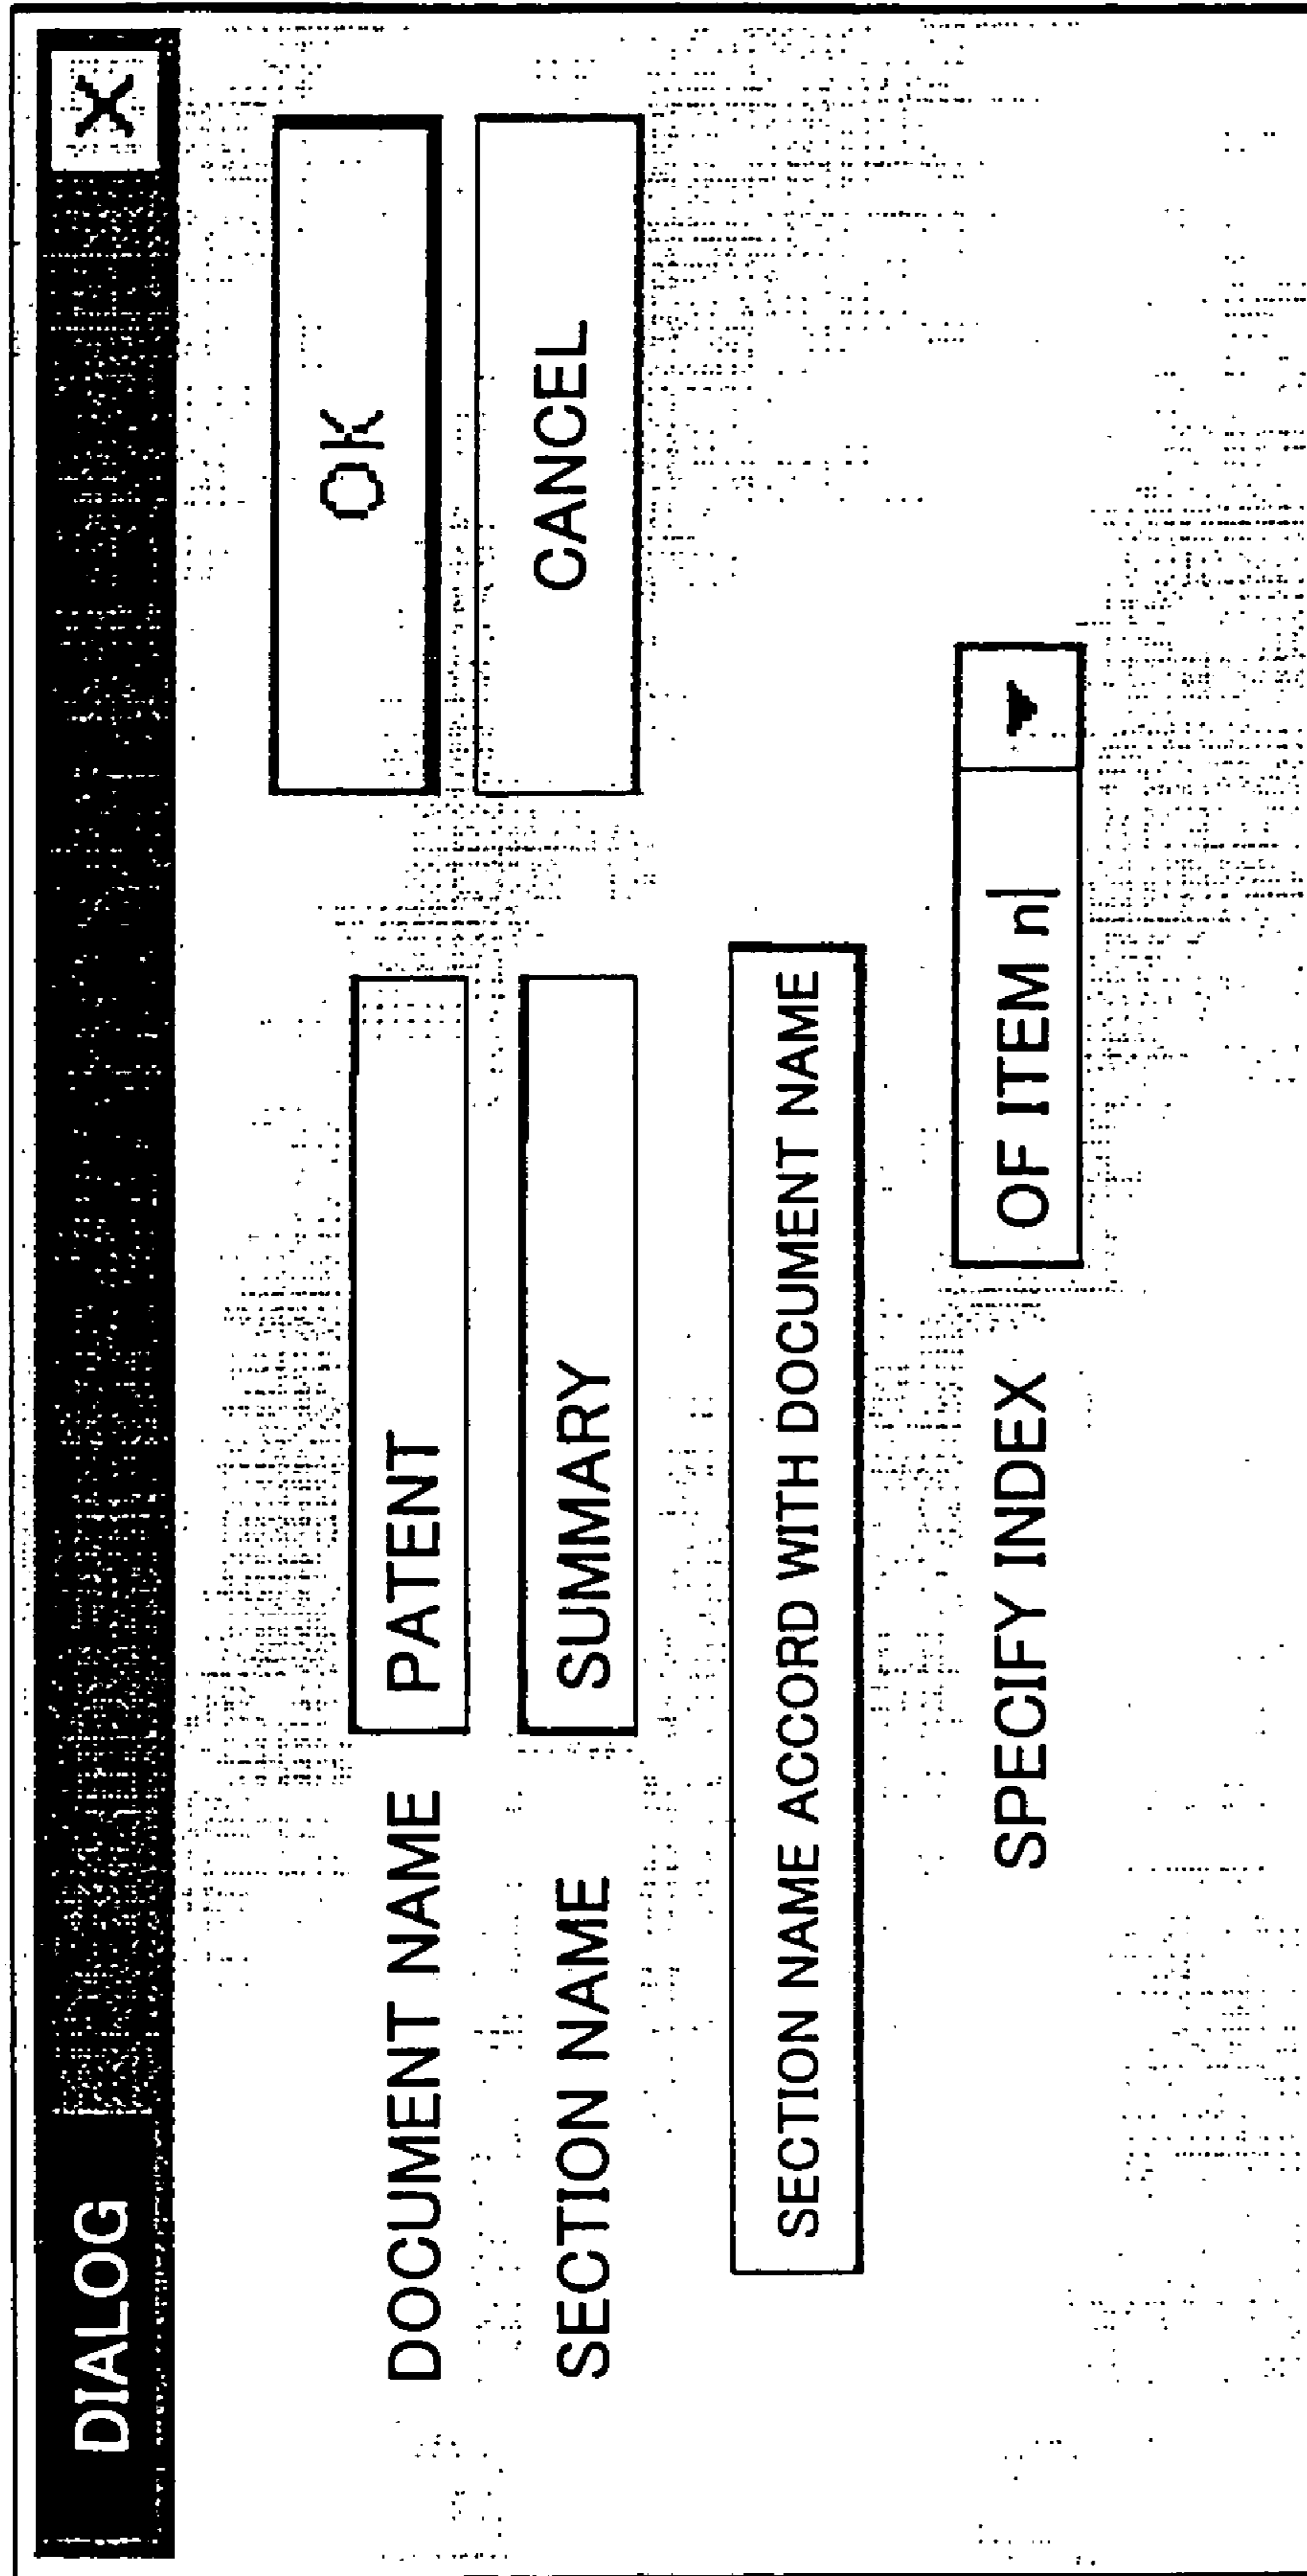 DIALOG X
OK
DOCUMENT NAME PATENT
CANCEL
SECTION NAME SUMMARY
SECTION NAME ACCORD WITH DOCUMENT NAME
SPECIFY INDEX OF ITEM n